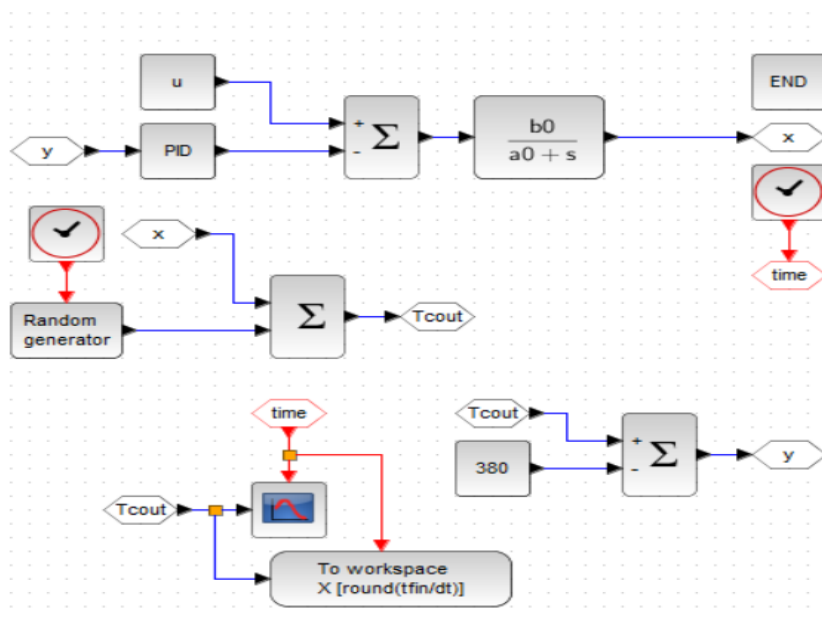 u
END
+
Σ
-
b0
a0 + s
x
y
PID
x
time
Random
generator
Σ
Tcout
time
Tcout
+
Σ
-
380
y
Tcout
To workspace
X [round(tfin/dt)]